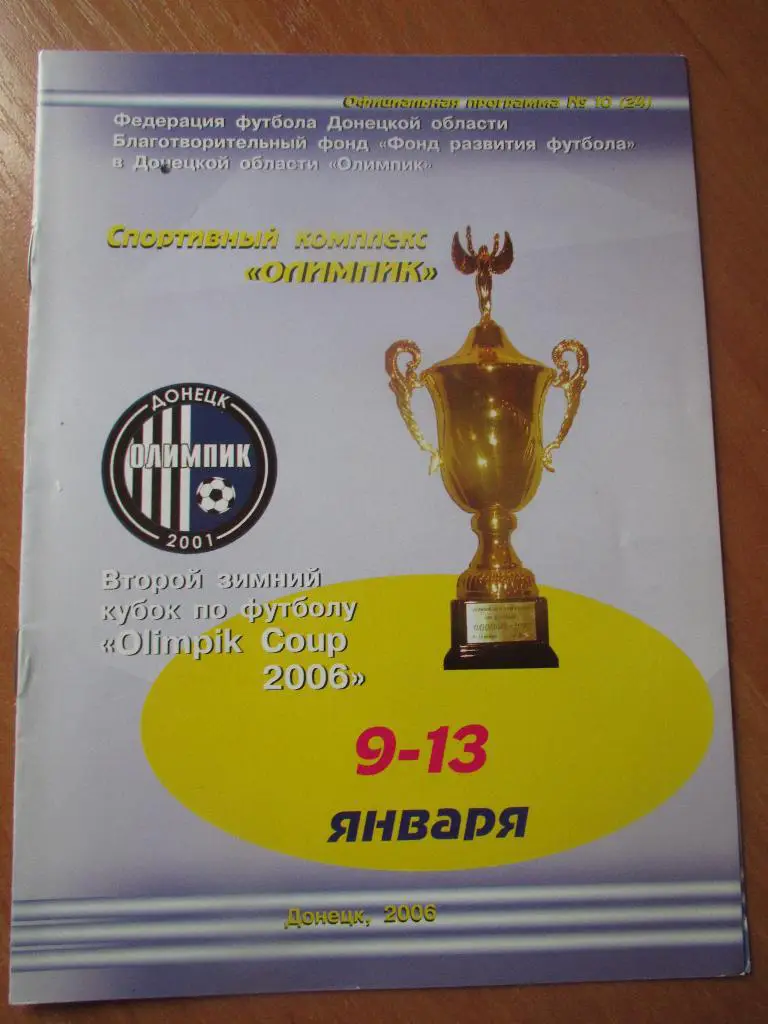 Официальная программа № 10 (24)
Федерация футбола Донецкой области
Благотворительный фонд «Фонд развития футбола»
в Донецкой области «Олимпик»
Спортивный комплекс
«ОЛИМПИК»
ДОНЕЦК
ОЛИМПИК
2001
Второй зимний
кубок по футболу
«Olimpik Coup
2006»
9-13
января
Донецк, 2006